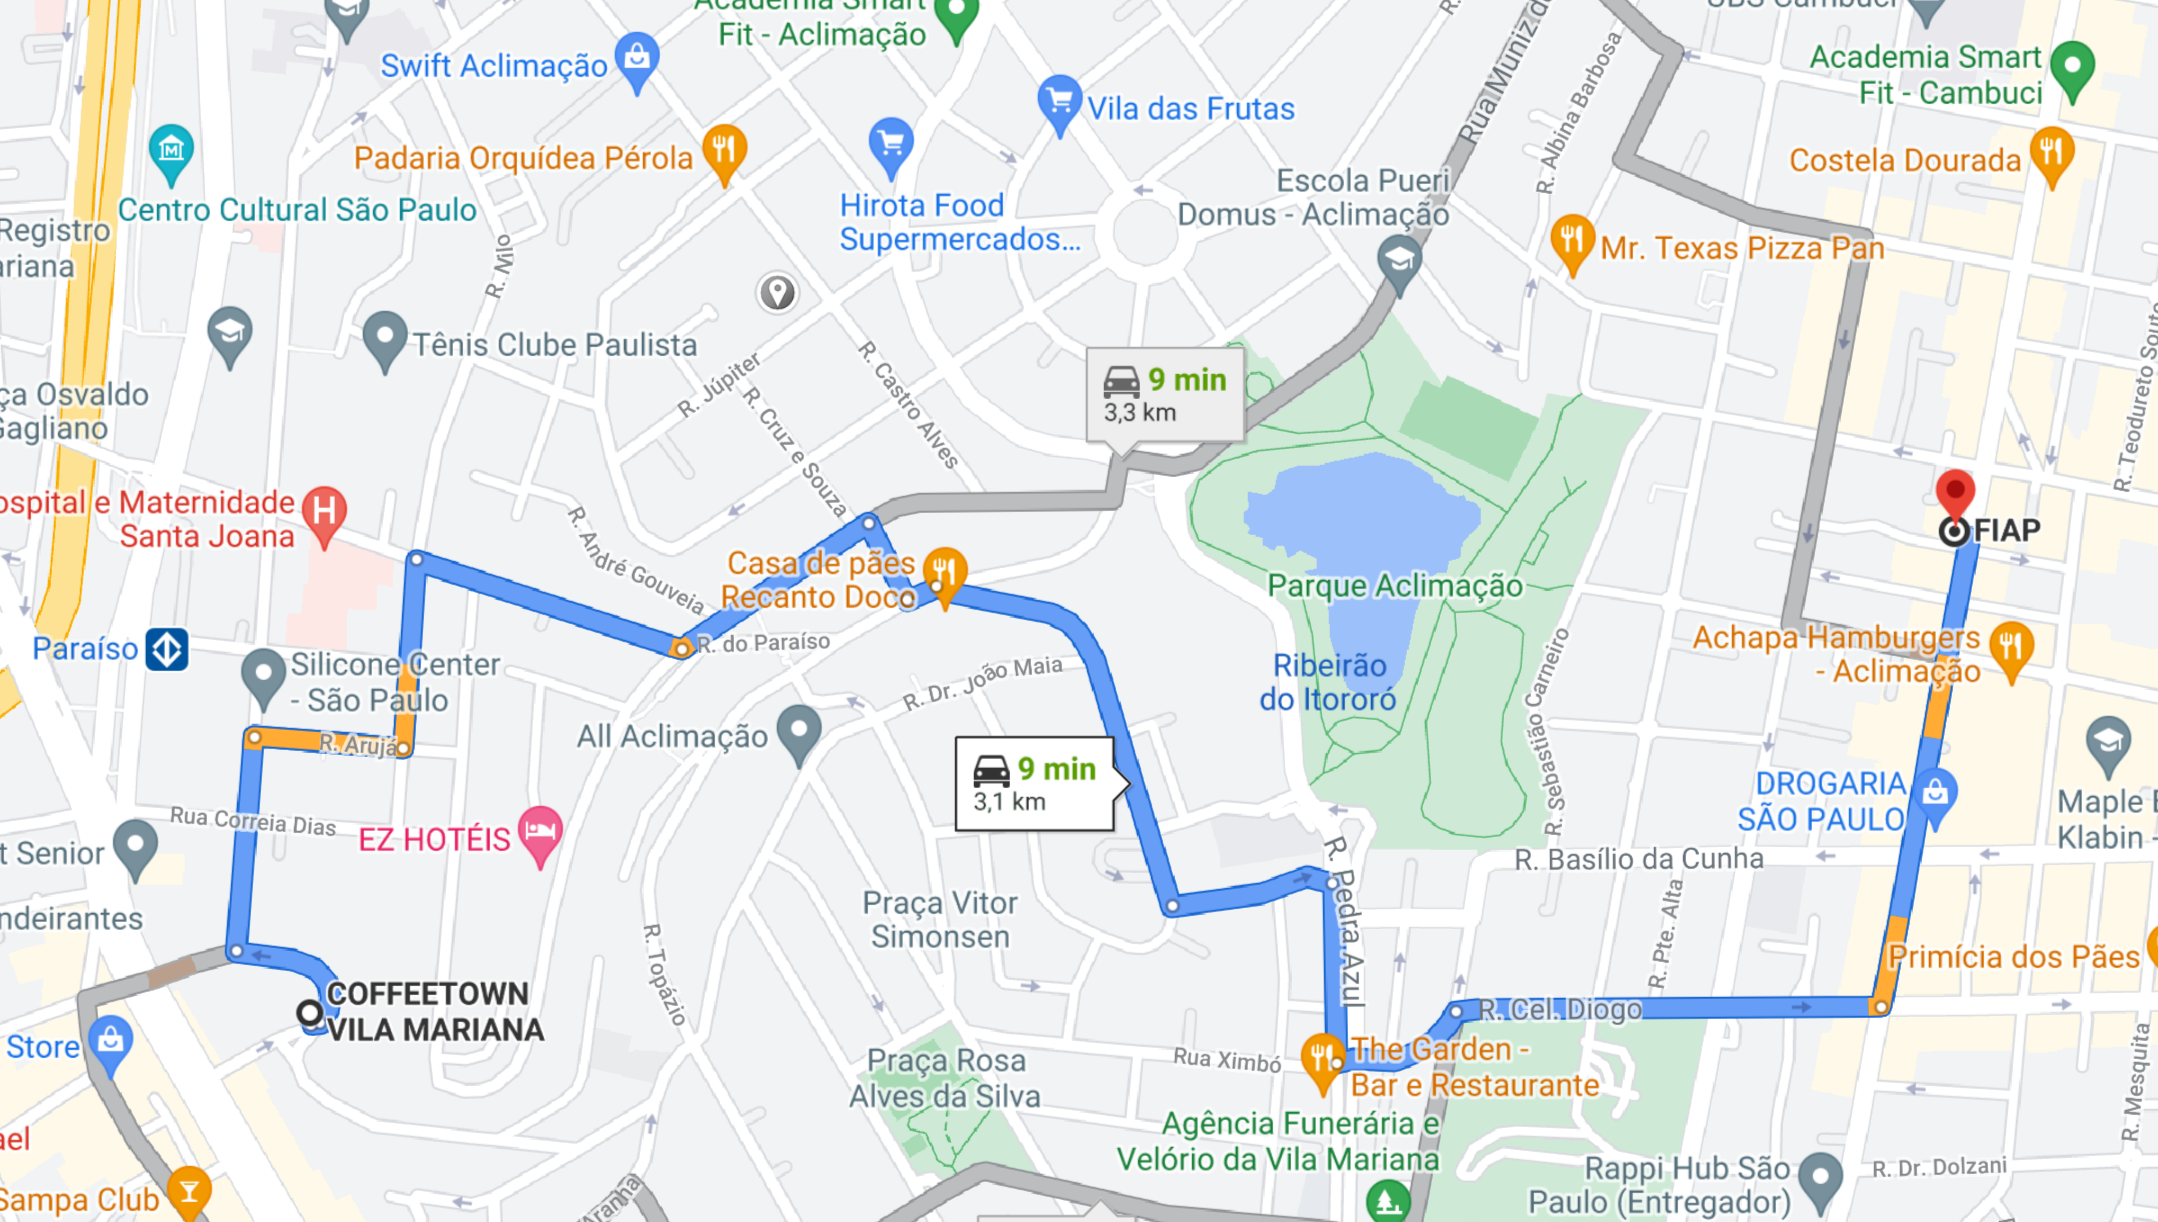 Academia Smart
Fit - Aclimação
UBS Cambuci
Swift Aclimação
Academia Smart
Fit - Cambuci
Vila das Frutas
Rua Muniz de
R. Albina Barbosa
Padaria Orquídea Pérola
Costela Dourada
Centro Cultural São Paulo
Hirota Food
Supermercados...
Escola Pueri
Domus - Aclimação
Registro
ariana
Mr. Texas Pizza Pan
R. Nilo
Tênis Clube Paulista
R. Júpiter
R. Castro Alves
R. Cruz e Souza
9 min
3,3 km
R. Teodureto Souto
ça Osvaldo
Gagliano
ospital e Maternidade
Santa Joana
H
R. André Gouveia
FIAP
Casa de pães
Recanto Doce
Parque Aclimação
Paraíso
R. do Paraíso
Silicone Center
- São Paulo
R. Dr. João Maia
Ribeirão
do Itororó
R. Sebastião Carneiro
Achapa Hamburgers
- Aclimação
R. Arujá
All Aclimação
9 min
3,1 km
DROGARIA
SÃO PAULO
Maple B
Klabin -
Rua Correia Dias
EZ HOTÉIS
t Senior
R. Pedra Azul
R. Basílio da Cunha
R. Pte. Alta
ndeirantes
Praça Vitor
Simonsen
R. Topázio
Primícia dos Pães
COFFEETOWN
VILA MARIANA
R. Cel. Diogo
Store
Praça Rosa
Alves da Silva
Rua Ximbó
The Garden -
Bar e Restaurante
R. Mesquita
Agência Funerária e
Velório da Vila Mariana
ael
Sampa Club
Aranha
Rappi Hub São
Paulo (Entregador)
R. Dr. Dolzani